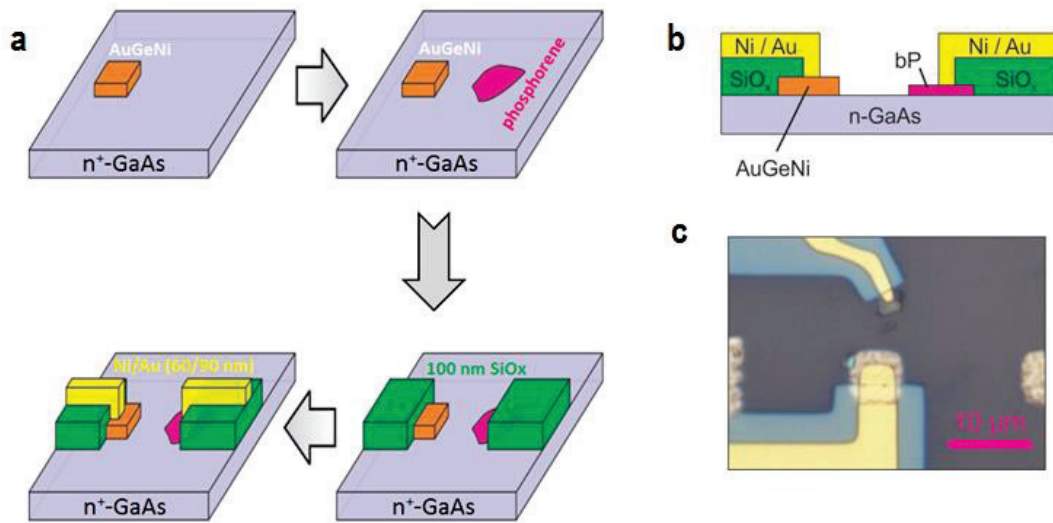 a
AuGeNi
n⁺-GaAs
AuGeNi
phosphorene
n⁺-GaAs
Ni/Au (60/90 nm)
n⁺-GaAs
100 nm SiOx
n⁺-GaAs
b
Ni / Au
SiOₓ
bP
Ni / Au
SiOₓ
n-GaAs
AuGeNi
c
10 µm